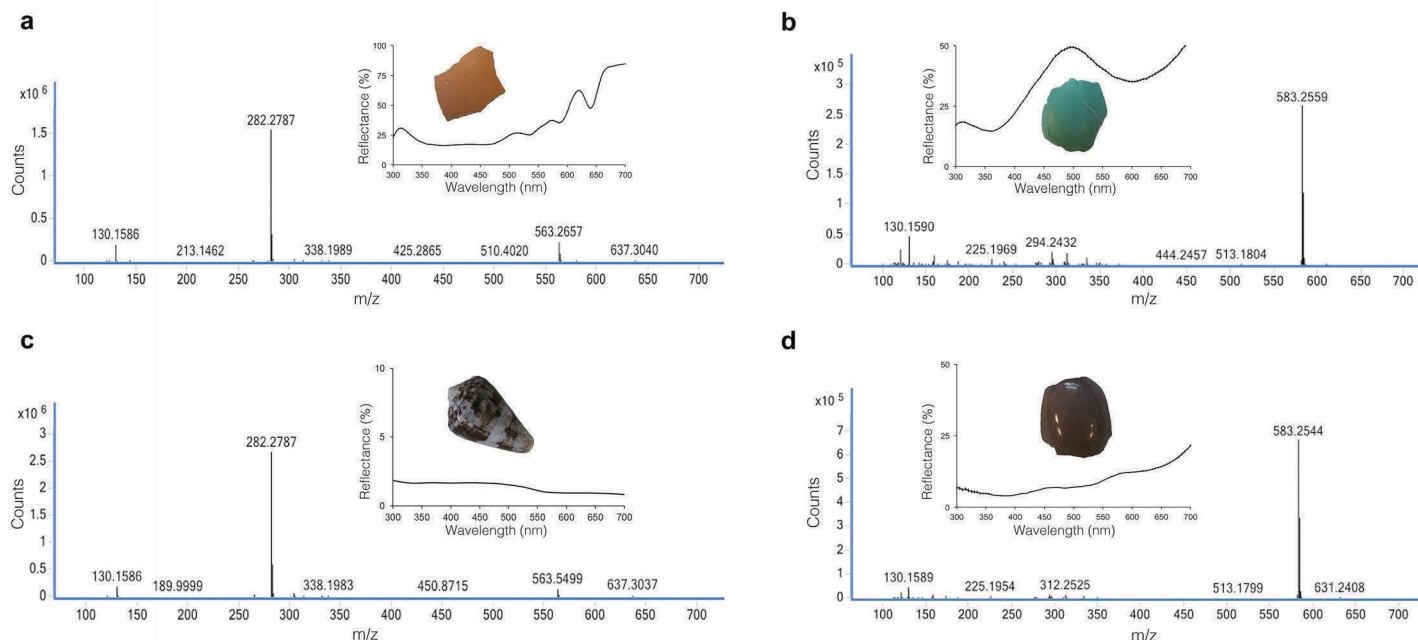 a
x10 6
1.5
1
0.5
0
Counts
130.1586
213.1462
282.2787
338.1989
425.2865
510.4020
563.2657
637.3040
100 150 200 250 300 350 400 450 500 550 600 650 700
m/z
100
75
50
25
0
Reflectance (%)
300 350 400 450 500 550 600 650 700
Wavelength (nm)
b
x10 5
3
2.5
2
1.5
1
0.5
0
Counts
130.1590
225.1969
294.2432
444.2457
513.1804
583.2559
100 150 200 250 300 350 400 450 500 550 600 650 700
m/z
50
25
0
Reflectance (%)
300 350 400 450 500 550 600 650 700
Wavelength (nm)
c
x10 6
3
2.5
2
1.5
1
0.5
0
Counts
130.1586
189.9999
282.2787
338.1983
450.8715
563.5499
637.3037
100 150 200 250 300 350 400 450 500 550 600 650 700
m/z
10
5
0
Reflectance (%)
300 350 400 450 500 550 600 650 700
Wavelength (nm)
d
x10 5
7
6
5
4
3
2
1
0
Counts
130.1589
225.1954
312.2525
513.1799
583.2544
631.2408
100 150 200 250 300 350 400 450 500 550 600 650 700
m/z
50
25
0
Reflectance (%)
300 350 400 450 500 550 600 650 700
Wavelength (nm)